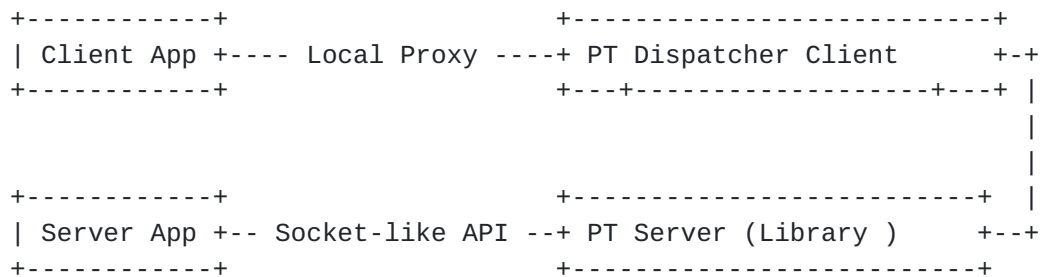 +------------+                    +---------------------------+
| Client App +---- Local Proxy ----+ PT Dispatcher Client      +-+
+------------+                    +---+-------------------+---+ |
|
|
+------------+                    +--------------------------+  |
| Server App +-- Socket-like API --+ PT Server (Library )     +--+
+------------+                    +--------------------------+